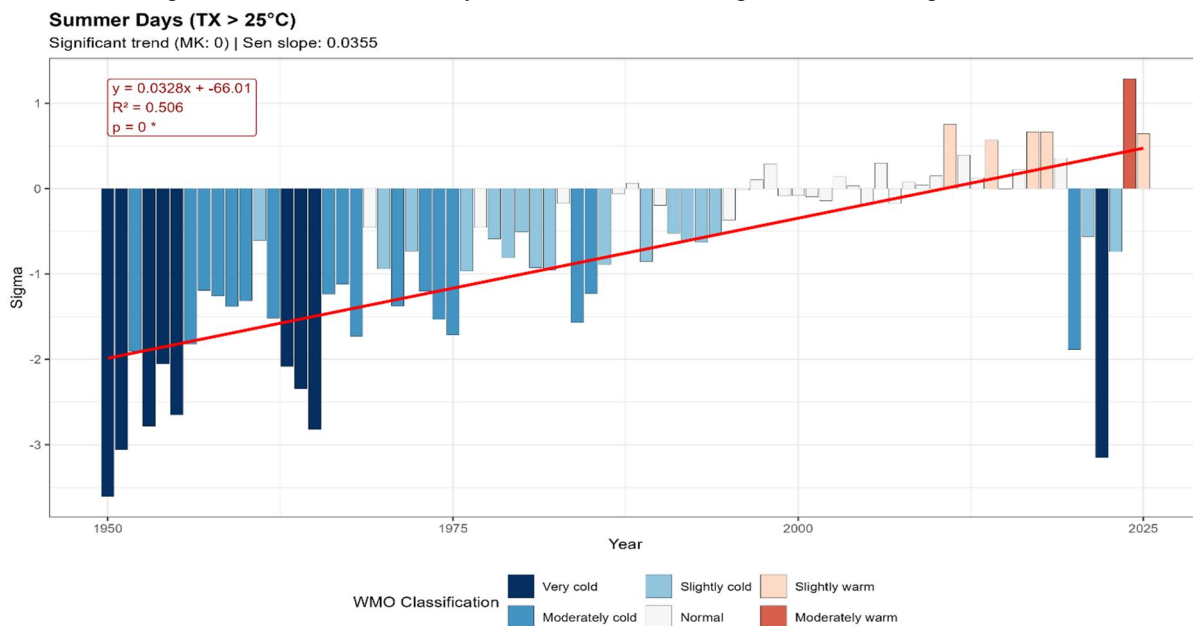 Summer Days (TX > 25°C)
Significant trend (MK: 0) | Sen slope: 0.0355
y = 0.0328x + -66.01
R² = 0.506
p = 0 *
1
0
-1
-2
-3
Sigma
1950
1975
2000
2025
Year
WMO Classification
Very cold
Slightly cold
Slightly warm
Moderately cold
Normal
Moderately warm